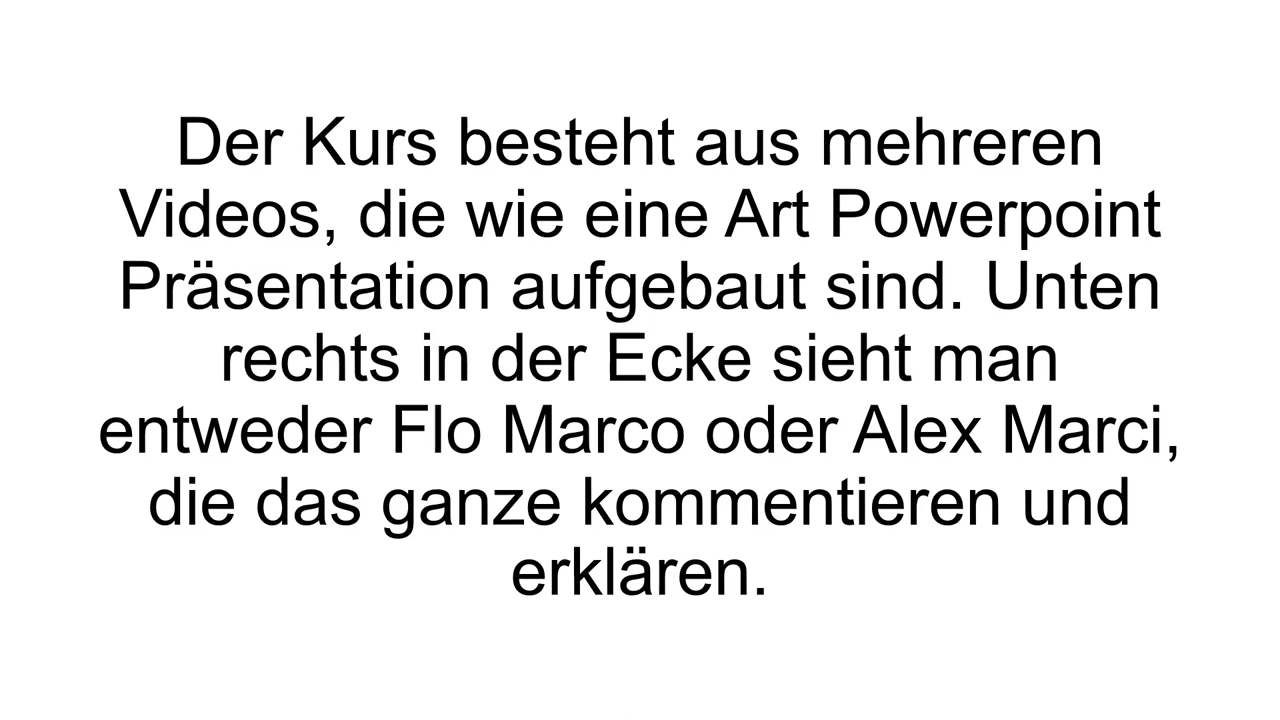 Der Kurs besteht aus mehreren
Videos, die wie eine Art Powerpoint
Präsentation aufgebaut sind. Unten
rechts in der Ecke sieht man
entweder Flo Marco oder Alex Marci,
die das ganze kommentieren und
erklären.